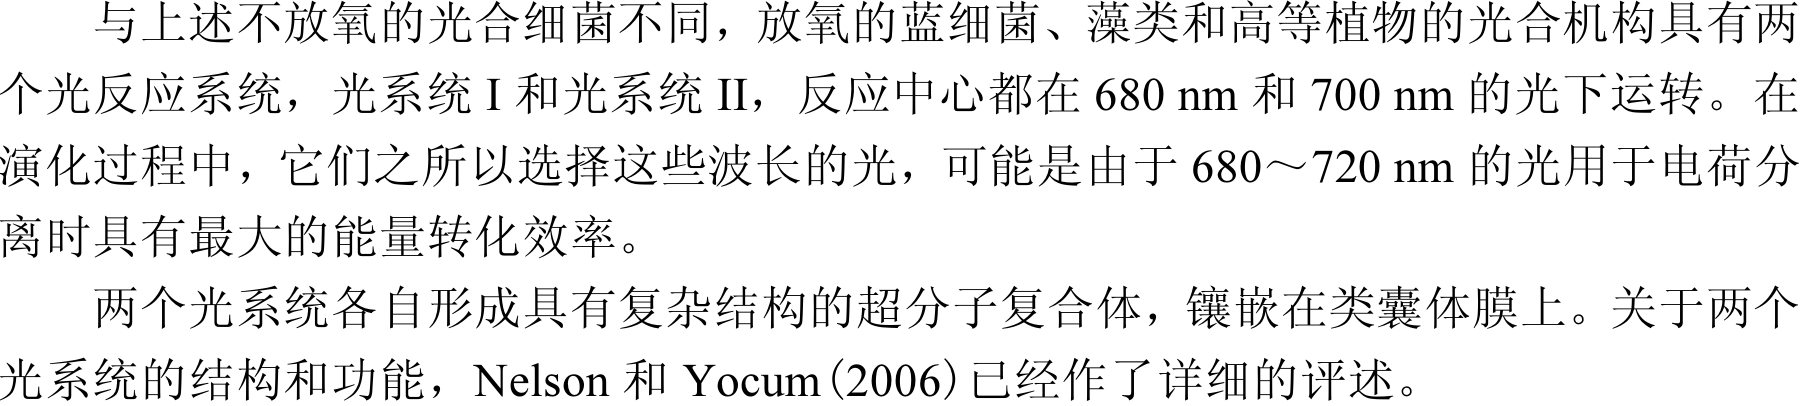 与上述不放氧的光合细菌不同，放氧的蓝细菌、藻类和高等植物的光合机构具有两
个光反应系统，光系统 I 和光系统 II，反应中心都在 680 nm 和 700 nm 的光下运转。在
演化过程中，它们之所以选择这些波长的光，可能是由于 680～720 nm 的光用于电荷分
离时具有最大的能量转化效率。
两个光系统各自形成具有复杂结构的超分子复合体，镶嵌在类囊体膜上。关于两个
光系统的结构和功能，Nelson 和 Yocum(2006)已经作了详细的评述。